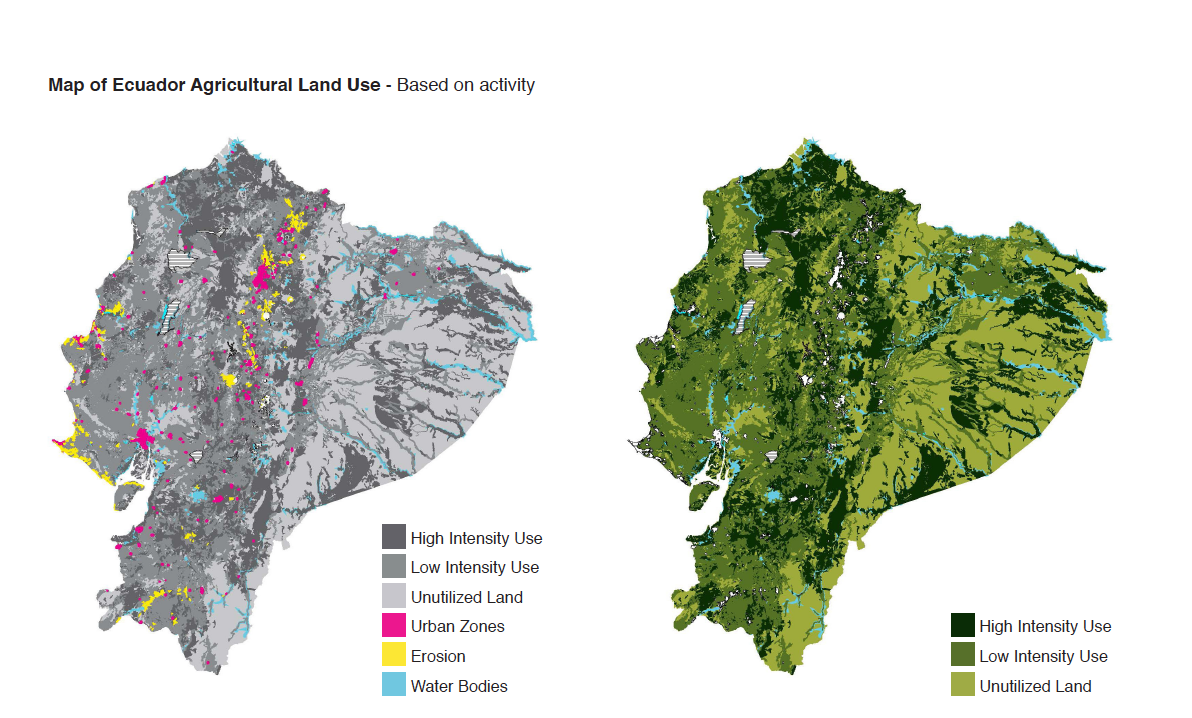 Map of Ecuador Agricultural Land Use - Based on activity
High Intensity Use
Low Intensity Use
Unutilized Land
Urban Zones
Erosion
Water Bodies
High Intensity Use
Low Intensity Use
Unutilized Land